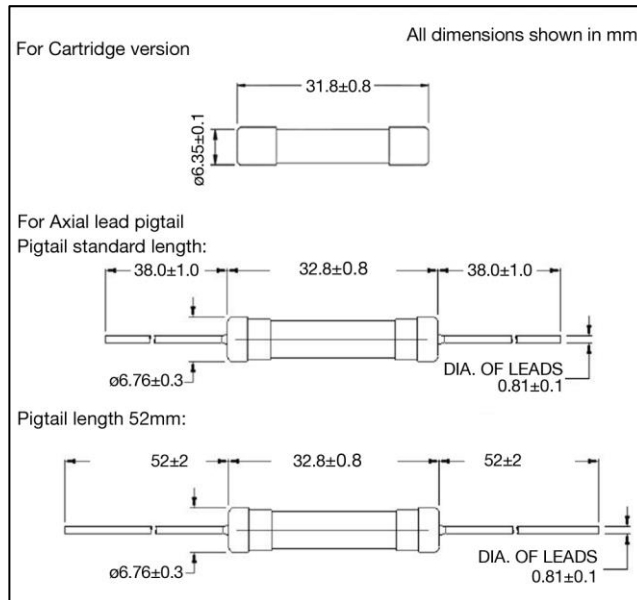 All dimensions shown in mm
For Cartridge version
31.8±0.8
ø6.35±0.1
For Axial lead pigtail
Pigtail standard length:
38.0±1.0
32.8±0.8
38.0±1.0
ø6.76±0.3
DIA. OF LEADS
0.81±0.1
Pigtail length 52mm:
52±2
32.8±0.8
52±2
ø6.76±0.3
DIA. OF LEADS
0.81±0.1